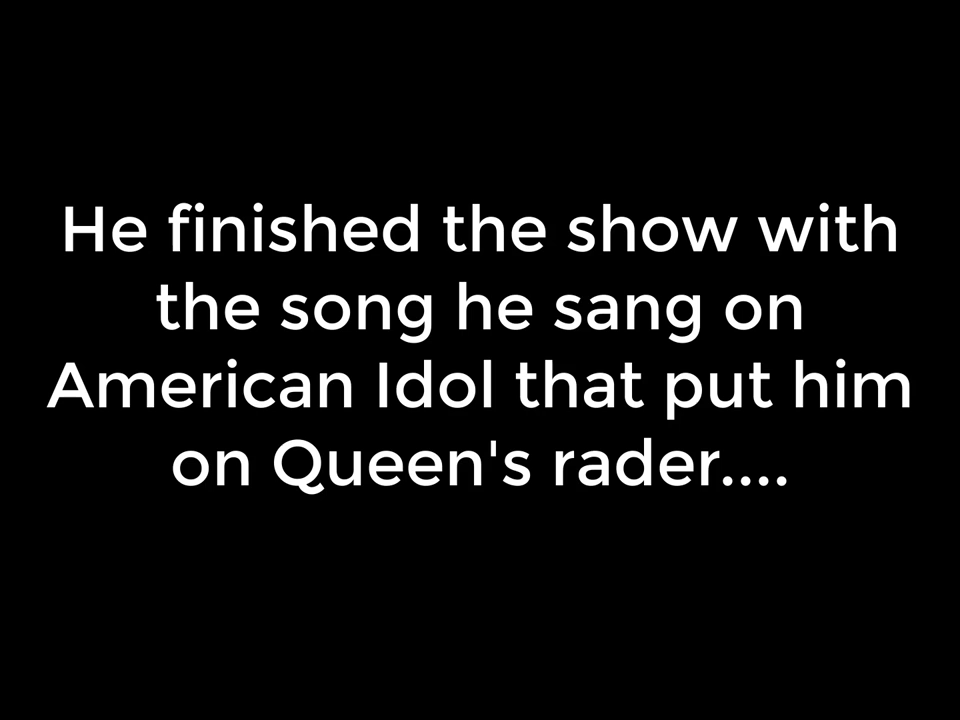 He finished the show with
the song he sang on
American Idol that put him
on Queen's rader....